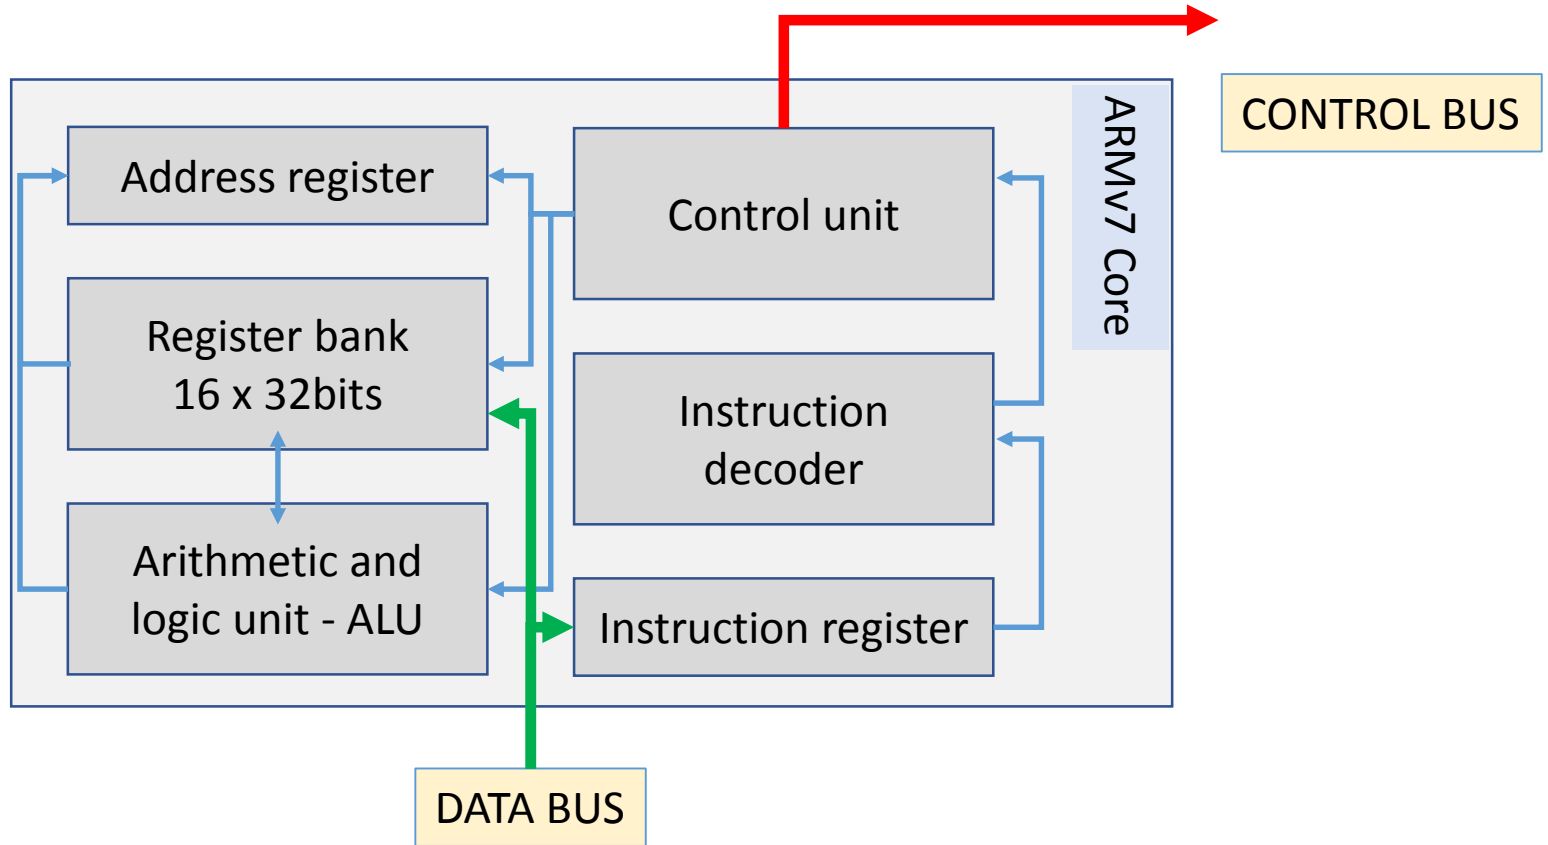 CONTROL BUS
ARMv7 Core
Address register
Control unit
Register bank
16 x 32bits
Instruction
decoder
Arithmetic and
logic unit - ALU
Instruction register
DATA BUS